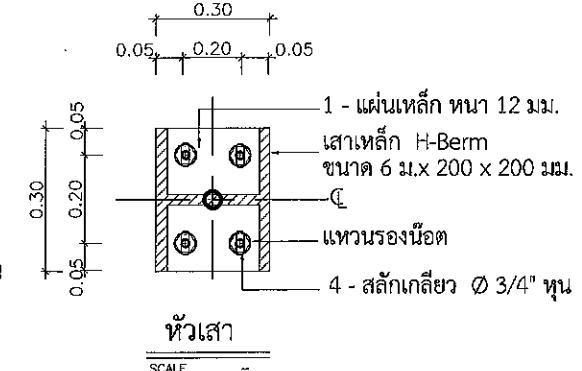 0.30
0.05 0.20 0.05
0.05
0.30
0.20
0.05
1 - แผ่นเหล็ก หนา 12 มม.
เสาเหล็ก H-Berm
ขนาด 6 ม.x 200 x 200 มม.
CL
แหวนรองน๊อต
4 - สลักเกลียว Ø 3/4" หุน
หัวเสา
SCALE